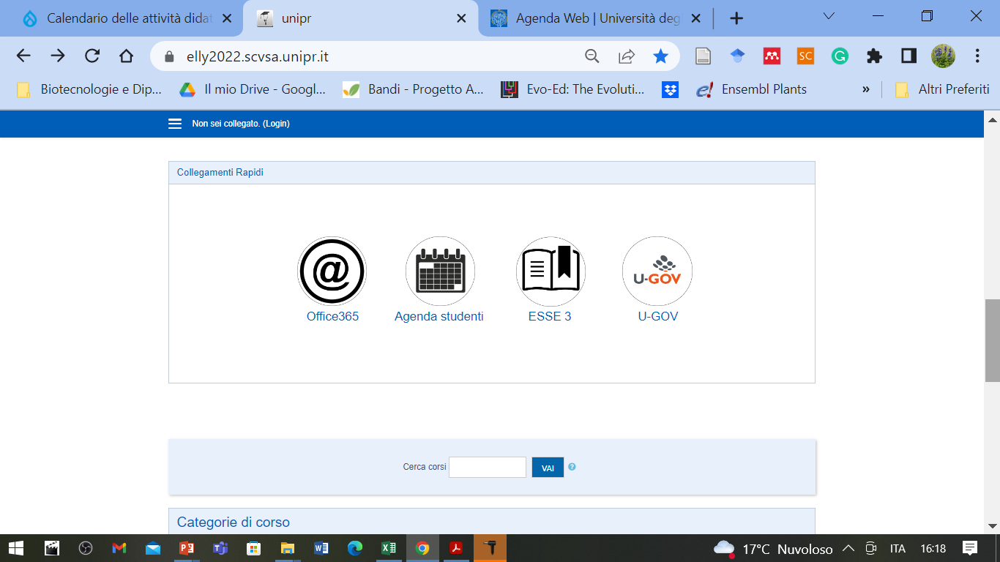 Calendario delle attività didat
unipr
Agenda Web | Università deg
elly2022.scvsa.unipr.it
SC
G
Biotecnologie e Dip...
Il mio Drive - Googl...
Bandi - Progetto A...
Evo-Ed: The Evoluti...
e!
Ensembl Plants
»
Altri Preferiti
Non sei collegato. (Login)
Collegamenti Rapidi
@
U-GOV
Office365
Agenda studenti
ESSE 3
U-GOV
Cerca corsi
VAI
?
Categorie di corso
17°C Nuvoloso
ITA
16:18